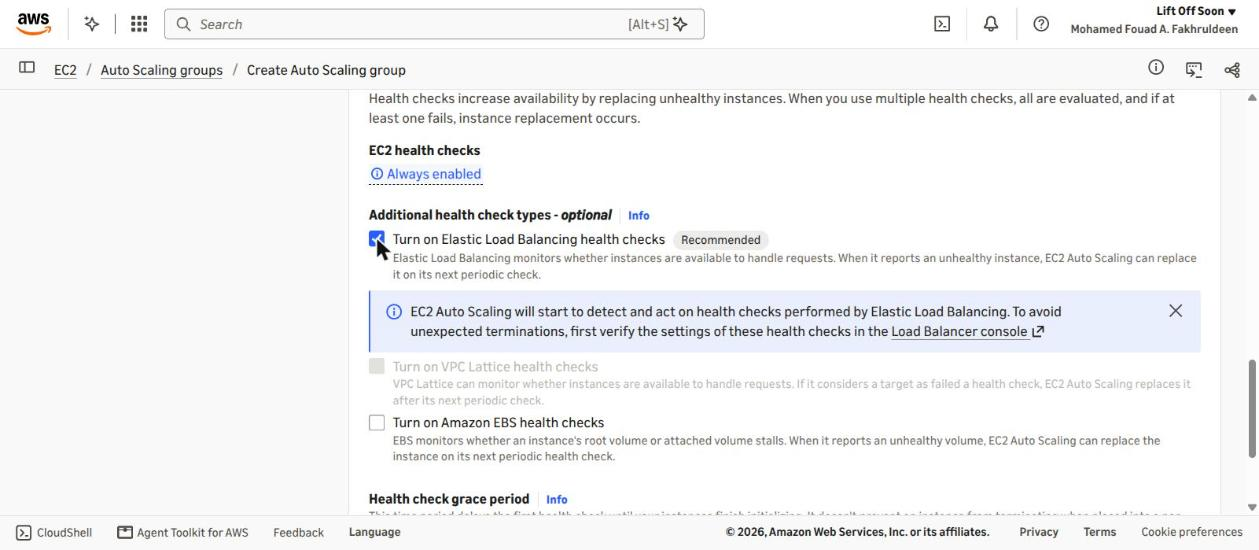 aws
Search
[Alt+S]
Lift Off Soon ▼
Mohamed Fouad A. Fakhruldeen
EC2 / Auto Scaling groups / Create Auto Scaling group
Health checks increase availability by replacing unhealthy instances. When you use multiple health checks, all are evaluated, and if at
least one fails, instance replacement occurs.
EC2 health checks
Always enabled
Additional health check types - optional Info
Turn on Elastic Load Balancing health checks Recommended
Elastic Load Balancing monitors whether instances are available to handle requests. When it reports an unhealthy instance, EC2 Auto Scaling can replace
it on its next periodic check.
EC2 Auto Scaling will start to detect and act on health checks performed by Elastic Load Balancing. To avoid
unexpected terminations, first verify the settings of these health checks in the Load Balancer console
Turn on VPC Lattice health checks
VPC Lattice can monitor whether instances are available to handle requests. If it considers a target as failed a health check, EC2 Auto Scaling replaces it
after its next periodic check.
Turn on Amazon EBS health checks
EBS monitors whether an instance's root volume or attached volume stalls. When it reports an unhealthy volume, EC2 Auto Scaling can replace the
instance on its next periodic health check.
Health check grace period Info
CloudShell Agent Toolkit for AWS Feedback Language © 2026, Amazon Web Services, Inc. or its affiliates. Privacy Terms Cookie preferences